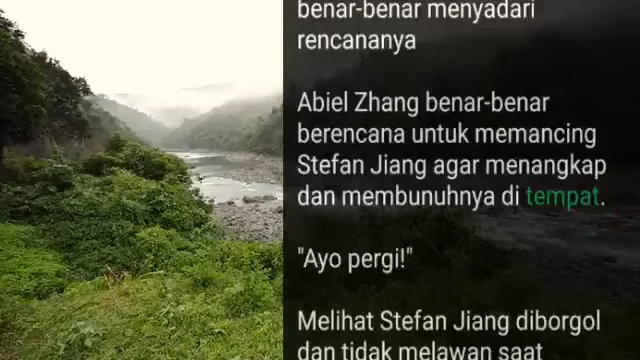 benar-benar menyadari
rencananya
Abiel Zhang benar-benar
berencana untuk memancing
Stefan Jiang agar menangkap
dan membunuhnya di tempat.
"Ayo pergi!"
Melihat Stefan Jiang diborgol
dan tidak melawan saat